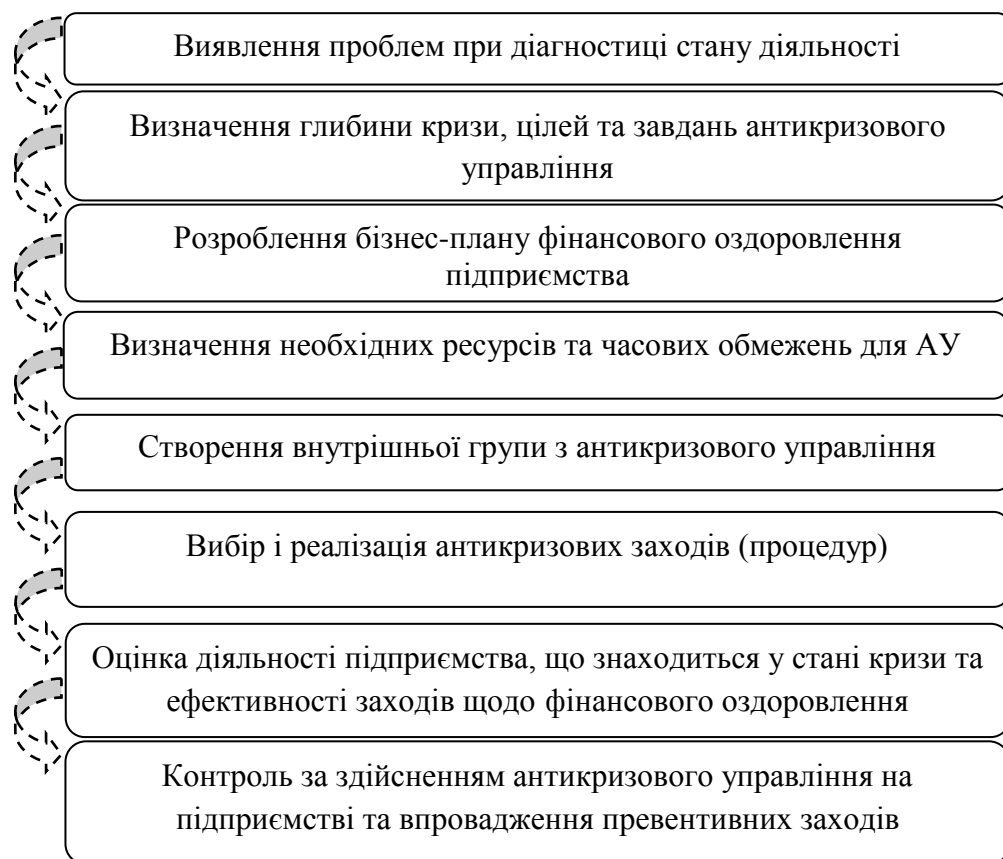 Виявлення проблем при діагностиці стану діяльності
Визначення глибини кризи, цілей та завдань антикризового
управління
Розроблення бізнес-плану фінансового оздоровлення
підприємства
Визначення необхідних ресурсів та часових обмежень для АУ
Створення внутрішньої групи з антикризового управління
Вибір і реалізація антикризових заходів (процедур)
Оцінка діяльності підприємства, що знаходиться у стані кризи та
ефективності заходів щодо фінансового оздоровлення
Контроль за здійсненням антикризового управління на
підприємстві та впровадження превентивних заходів